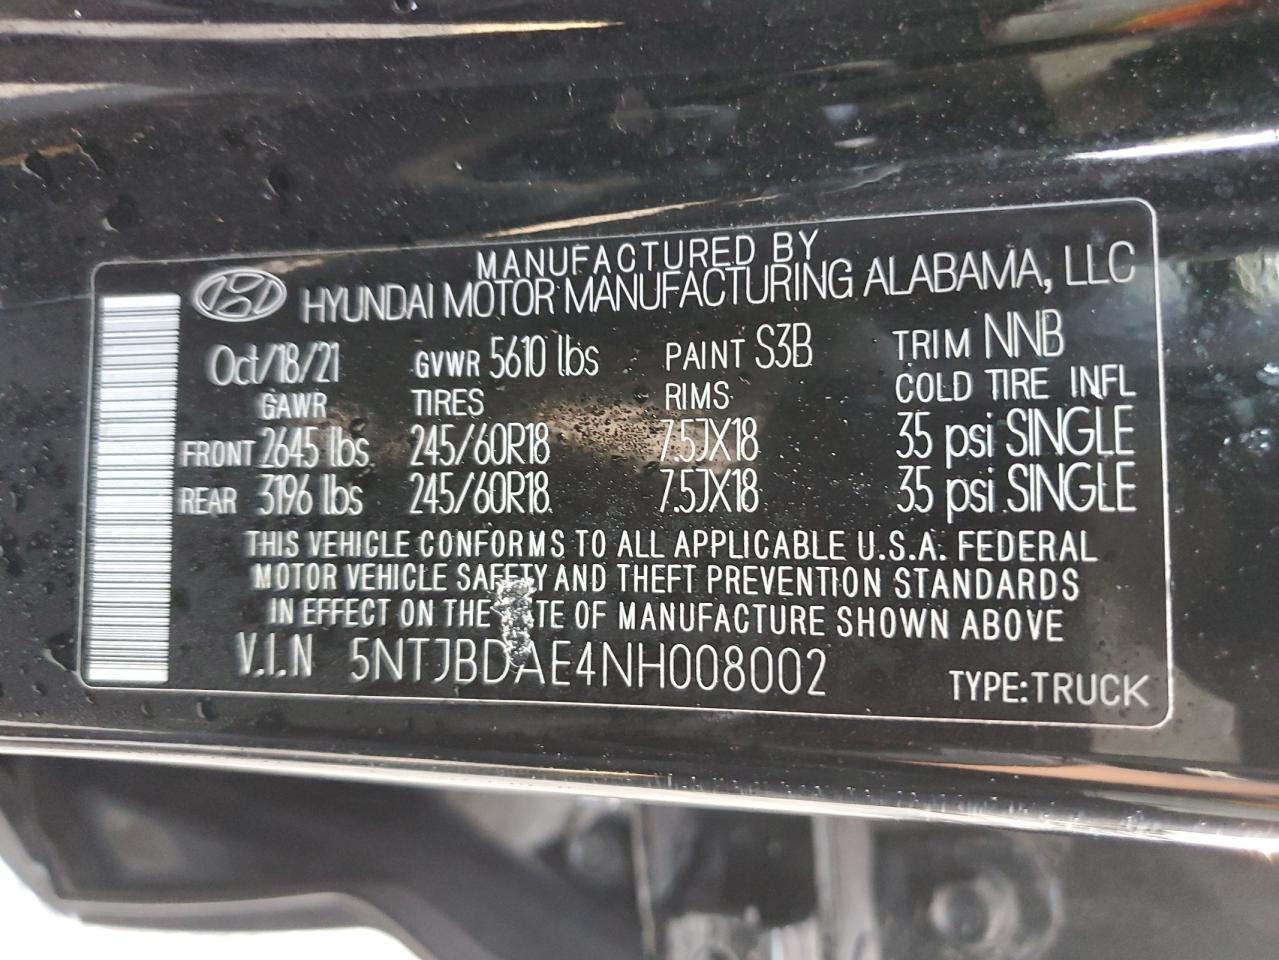 MANUFACTURED BY
HYUNDAI MOTOR MANUFACTURING ALABAMA, LLC
Oct/18/21 GVWR 5610 lbs PAINT S3B TRIM NNB
GAWR TIRES RIMS COLD TIRE INFL
FRONT 2645 lbs 245/60R18 7.5JX18 35 psi SINGLE
REAR 3196 lbs 245/60R18 7.5JX18 35 psi SINGLE
THIS VEHICLE CONFORMS TO ALL APPLICABLE U.S.A. FEDERAL
MOTOR VEHICLE SAFETY AND THEFT PREVENTION STANDARDS
IN EFFECT ON THE DATE OF MANUFACTURE SHOWN ABOVE
V.I.N 5NTJBDAE4NH008002 TYPE:TRUCK